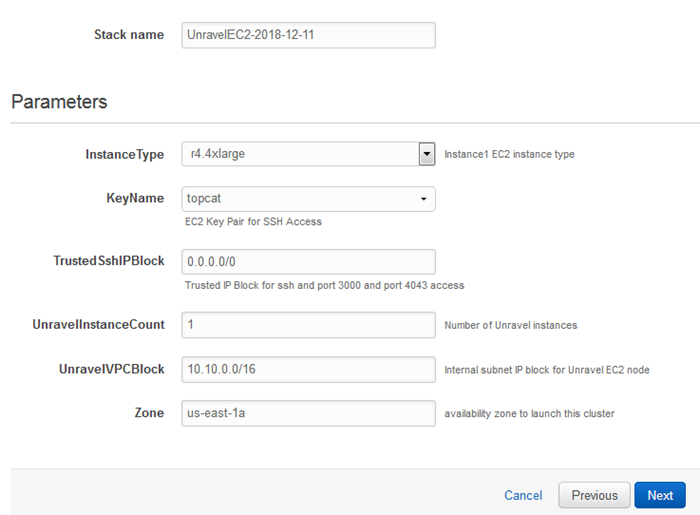 Stack name UnravelEC2-2018-12-11
Parameters
InstanceType r4.4xlarge Instance1 EC2 instance type
KeyName topcat
EC2 Key Pair for SSH Access
TrustedSshIPBlock 0.0.0.0/0
Trusted IP Block for ssh and port 3000 and port 4043 access
UnravelInstanceCount 1 Number of Unravel instances
UnravelVPCBlock 10.10.0.0/16 Internal subnet IP block for Unravel EC2 node
Zone us-east-1a availability zone to launch this cluster
Cancel Previous Next